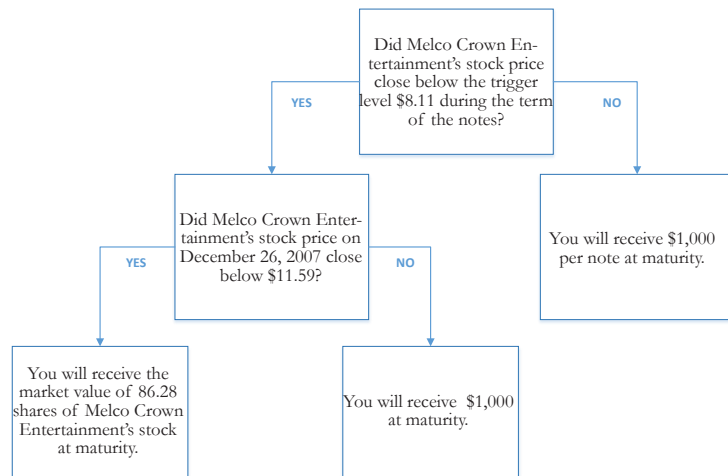 Did Melco Crown En-
tertainment's stock price
close below the trigger
level $8.11 during the term
of the notes?
YES
NO
Did Melco Crown Enter-
tainment's stock price on
December 26, 2007 close
below $11.59?
You will receive $1,000
per note at maturity.
YES
NO
You will receive the
market value of 86.28
shares of Melco Crown
Entertainment's stock
at maturity.
You will receive $1,000
at maturity.